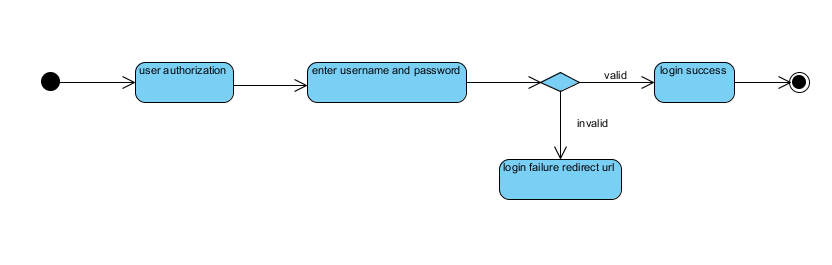 user authorization
enter username and password
valid
login success
invalid
login failure redirect url